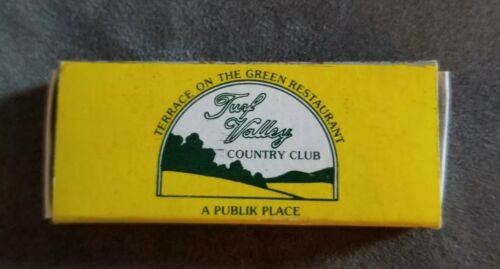 TERRACE ON THE GREEN RESTAURANT
Turf
Valley
COUNTRY CLUB
A PUBLIK PLACE